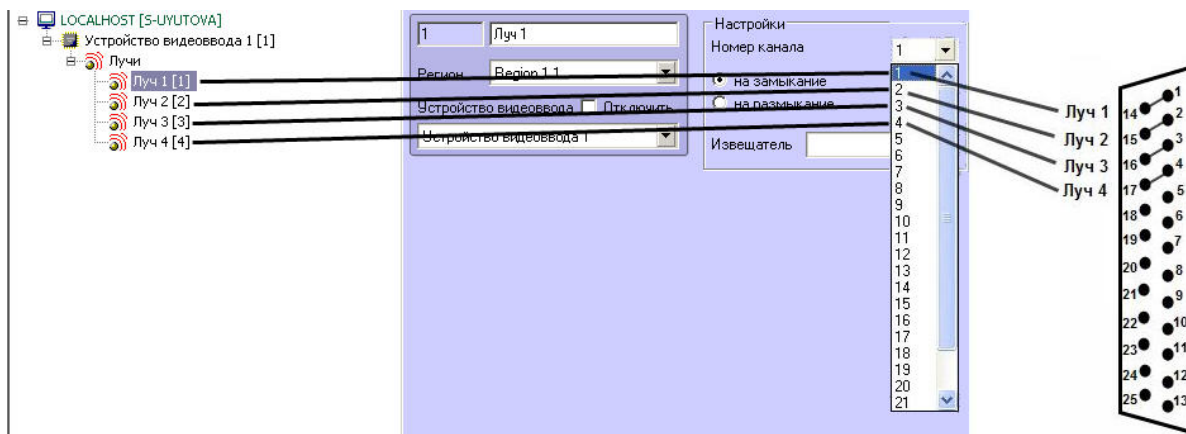 LOCALHOST [S-UYUTOVA]
Устройство видеоввода 1 [1]
Лучи
Луч 1 [1]
Луч 2 [2]
Луч 3 [3]
Луч 4 [4]
1
Луч 1
Регион
Region 1.1
Устройство видеоввода
Отключить
Устройство видеоввода 1
Настройки
Номер канала
1
на замыкание
на размыкание
Извещатель
1
2
3
4
5
6
7
8
9
10
11
12
13
14
15
16
17
18
19
20
21
Луч 1
Луч 2
Луч 3
Луч 4
1
14
2
15
3
16
4
17
5
18
6
19
7
20
8
21
9
22
10
23
11
24
12
25
13